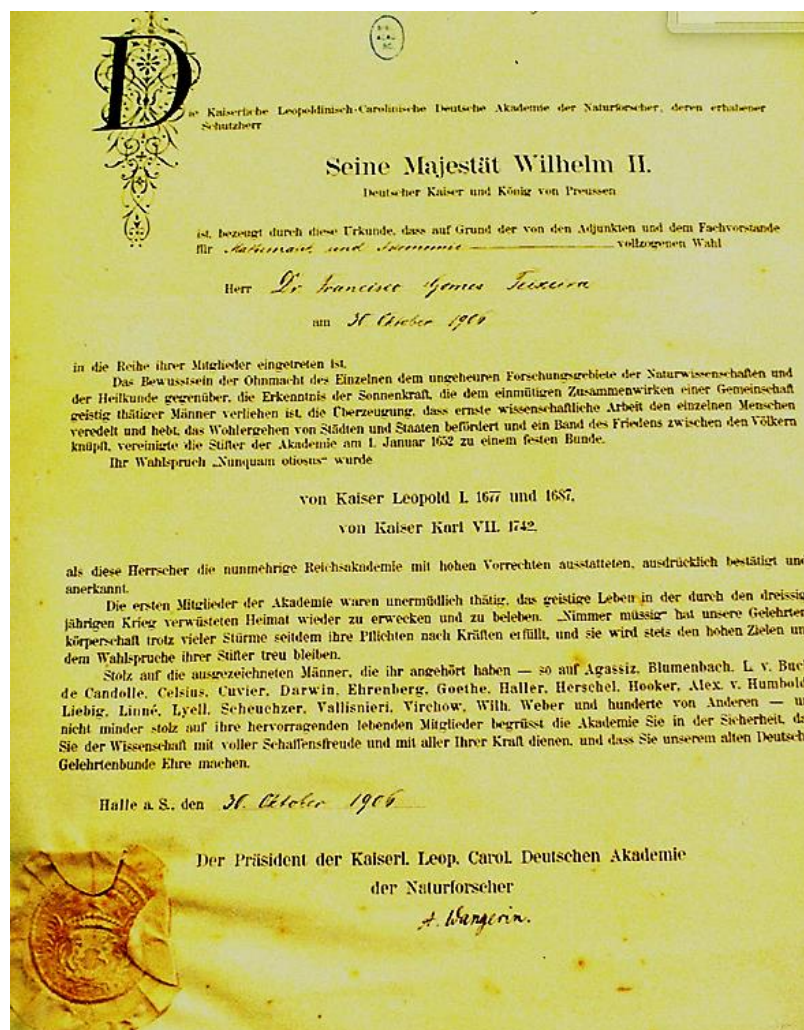 Die Kaiserliche Leopoldinisch-Carolinische Deutsche Akademie der Naturforscher, deren erhabener
Schutzherr
Seine Majestät Wilhelm II.
Deutscher Kaiser und König von Preussen
ist, bezeugt durch diese Urkunde, dass auf Grund der von den Adjunkten und dem Fachvorstande
für und vollzogenen Wahl
Herr Dr Francisco Gomes Teixeira
am 30 Oktober 1906
in die Reihe ihrer Mitglieder eingetreten ist.
Das Bewusstsein der Ohnmacht des Einzelnen dem ungeheuren Forschungsgebiete der Naturwissenschaften und
der Heilkunde gegenüber, die Erkenntnis der Sonnenkraft, die dem einmütigen Zusammenwirken einer Gemeinschaft
geistig thätiger Männer verliehen ist, die Überzeugung, dass ernste wissenschaftliche Arbeit den einzelnen Menschen
veredelt und hebt, das Wohlergehen von Städten und Staaten befördert und ein Band des Friedens zwischen den Völkern
knüpft, vereinigte die Stifter der Akademie am 1. Januar 1652 zu einem festen Bunde.
Ihr Wahlspruch „Nunquam otiosus“ wurde
von Kaiser Leopold I. 1677 und 1687,
von Kaiser Karl VII. 1742,
als diese Herrscher die nunmehrige Reichsakademie mit hohen Vorrechten ausstatteten, ausdrücklich bestätigt und
anerkannt.
Die ersten Mitglieder der Akademie waren unermüdlich thätig, das geistige Leben in der durch den dreissig
jährigen Krieg verwüsteten Heimat wieder zu erwecken und zu beleben. „Nimmer müssig“ hat unsere Gelehrten
körperschaft trotz vieler Stürme seitdem ihre Pflichten nach Kräften erfüllt, und sie wird stets den hohen Zielen un
dem Wahlspruche ihrer Stifter treu bleiben.
Stolz auf die ausgezeichneten Männer, die ihr angehört haben — so auf Agassiz, Blumenbach, L. v. Buc
de Candolle, Celsius, Cuvier, Darwin, Ehrenberg, Goethe, Haller, Herschel, Hooker, Alex. v. Humbold
Liebig, Linné, Lyell, Scheuchzer, Vallisnieri, Virchow, Wilh. Weber und hunderte von Anderen — u
nicht minder stolz auf ihre hervorragenden lebenden Mitglieder begrüsst die Akademie Sie in der Sicherheit, da
Sie der Wissenschaft mit voller Schaffensfreude und mit aller Ihrer Kraft dienen, und dass Sie unserem alten Deutsch
Gelehrtenbunde Ehre machen.
Halle a. S., den 30. Oktober 1906
Der Präsident der Kaiserl. Leop. Carol. Deutschen Akademie
der Naturforscher
A. Wangerin.